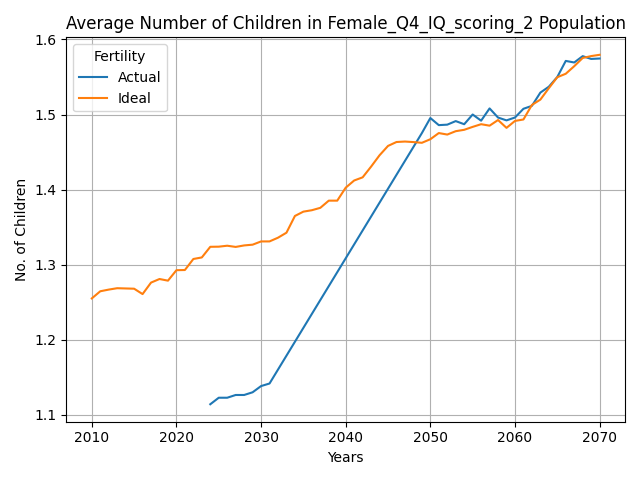 Average Number of Children in Female_Q4_IQ_scoring_2 Population
Fertility
Actual
Ideal
No. of Children
1.6
1.5
1.4
1.3
1.2
1.1
2010 2020 2030 2040 2050 2060 2070
Years